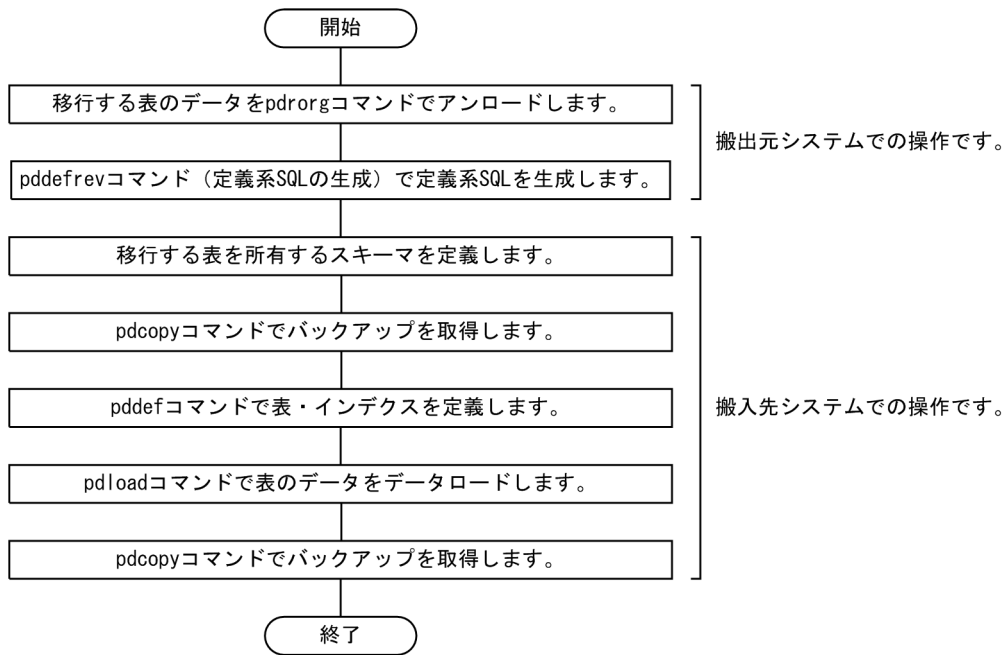 開始
移行する表のデータをpdrorgコマンドでアンロードします。
搬出元システムでの操作です。
pddefrevコマンド（定義系SQLの生成）で定義系SQLを生成します。
移行する表を所有するスキーマを定義します。
pdcopyコマンドでバックアップを取得します。
pddefコマンドで表・インデクスを定義します。
搬入先システムでの操作です。
pdloadコマンドで表のデータをデータロードします。
pdcopyコマンドでバックアップを取得します。
終了